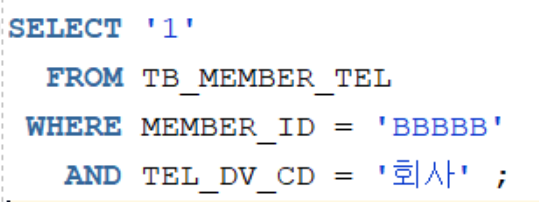 SELECT '1'
FROM TB_MEMBER_TEL
WHERE MEMBER_ID = 'BBBBB'
AND TEL_DV_CD = '회사' ;